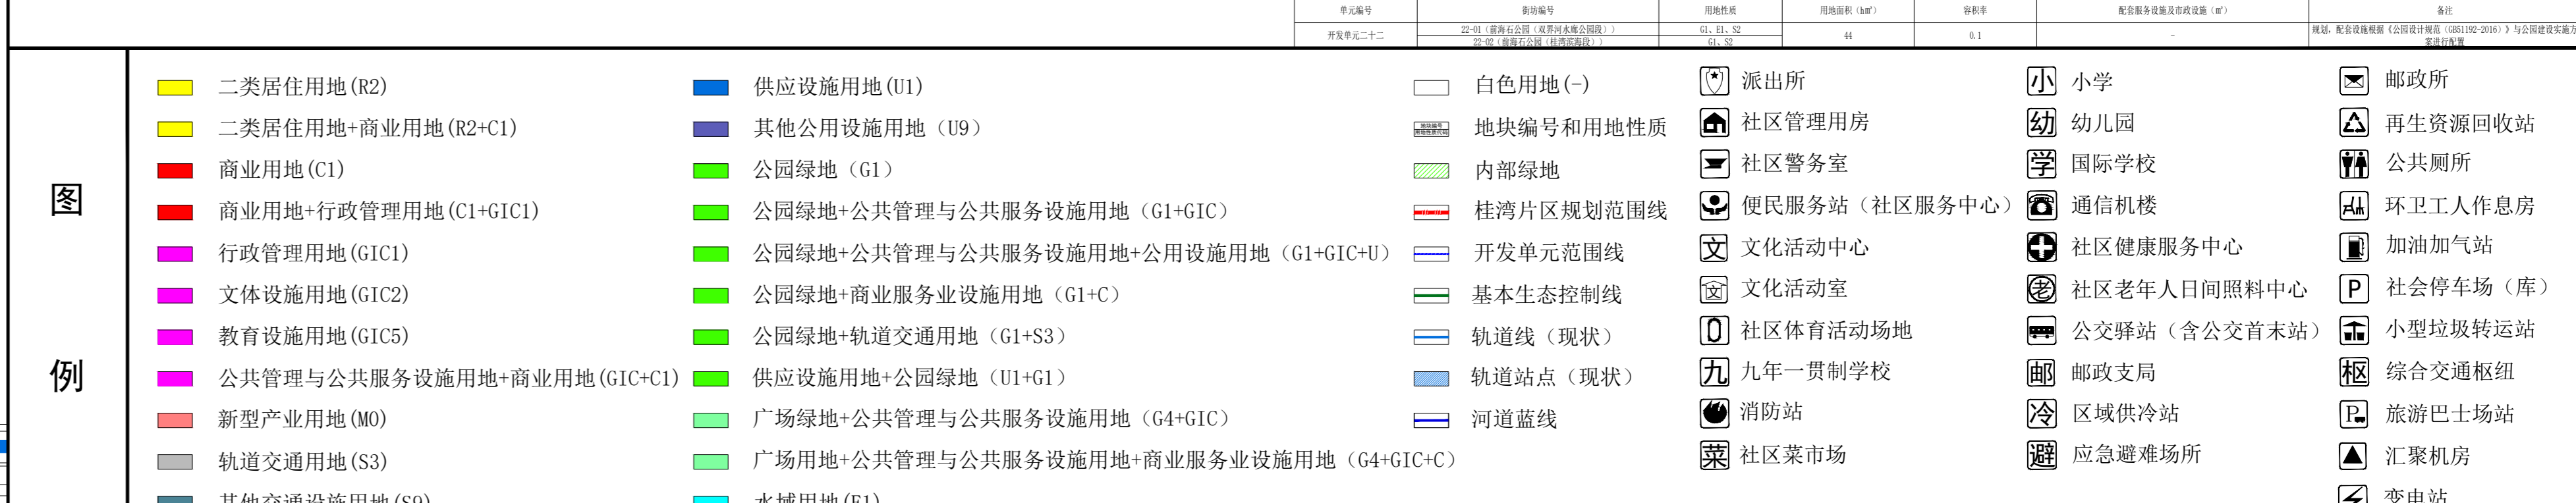 单元编号 街坊编号 用地性质 用地面积（h㎡） 容积率 配套服务设施及市政设施（㎡） 备注
开发单元二十二 22-01（前海石公园（双界河水廊公园段）） G1、E1、S2 44 0.1 - 规划，配套设施根据《公园设计规范（GB51192-2016）》与公园建设实施方
22-02（前海石公园（桂湾滨海段）） G1、S2 案进行配置
图
例
二类居住用地(R2)
二类居住用地+商业用地(R2+C1)
商业用地(C1)
商业用地+行政管理用地(C1+GIC1)
行政管理用地(GIC1)
文体设施用地(GIC2)
教育设施用地(GIC5)
公共管理与公共服务设施用地+商业用地(GIC+C1)
新型产业用地(M0)
轨道交通用地(S3)
其他交通设施用地(S9)
供应设施用地(U1)
其他公用设施用地（U9）
公园绿地（G1）
公园绿地+公共管理与公共服务设施用地（G1+GIC）
公园绿地+公共管理与公共服务设施用地+公用设施用地（G1+GIC+U）
公园绿地+商业服务业设施用地（G1+C）
公园绿地+轨道交通用地（G1+S3）
供应设施用地+公园绿地（U1+G1）
广场绿地+公共管理与公共服务设施用地（G4+GIC）
广场用地+公共管理与公共服务设施用地+商业服务业设施用地（G4+GIC+C）
水域用地(E1)
白色用地(-)
地块编号
用地性质代码
地块编号和用地性质
内部绿地
桂湾片区规划范围线
开发单元范围线
基本生态控制线
轨道线（现状）
轨道站点（现状）
河道蓝线
派出所
社区管理用房
社区警务室
便民服务站（社区服务中心）
文 文化活动中心
文 文化活动室
社区体育活动场地
九 九年一贯制学校
消防站
菜 社区菜市场
小 小学
幼 幼儿园
学 国际学校
通信机楼
社区健康服务中心
老 社区老年人日间照料中心
公交驿站（含公交首末站）
邮 邮政支局
冷 区域供冷站
避 应急避难场所
邮政所
再生资源回收站
公共厕所
环卫工人作息房
加油加气站
P 社会停车场（库）
小型垃圾转运站
枢 综合交通枢纽
P 旅游巴士场站
汇聚机房
变电站